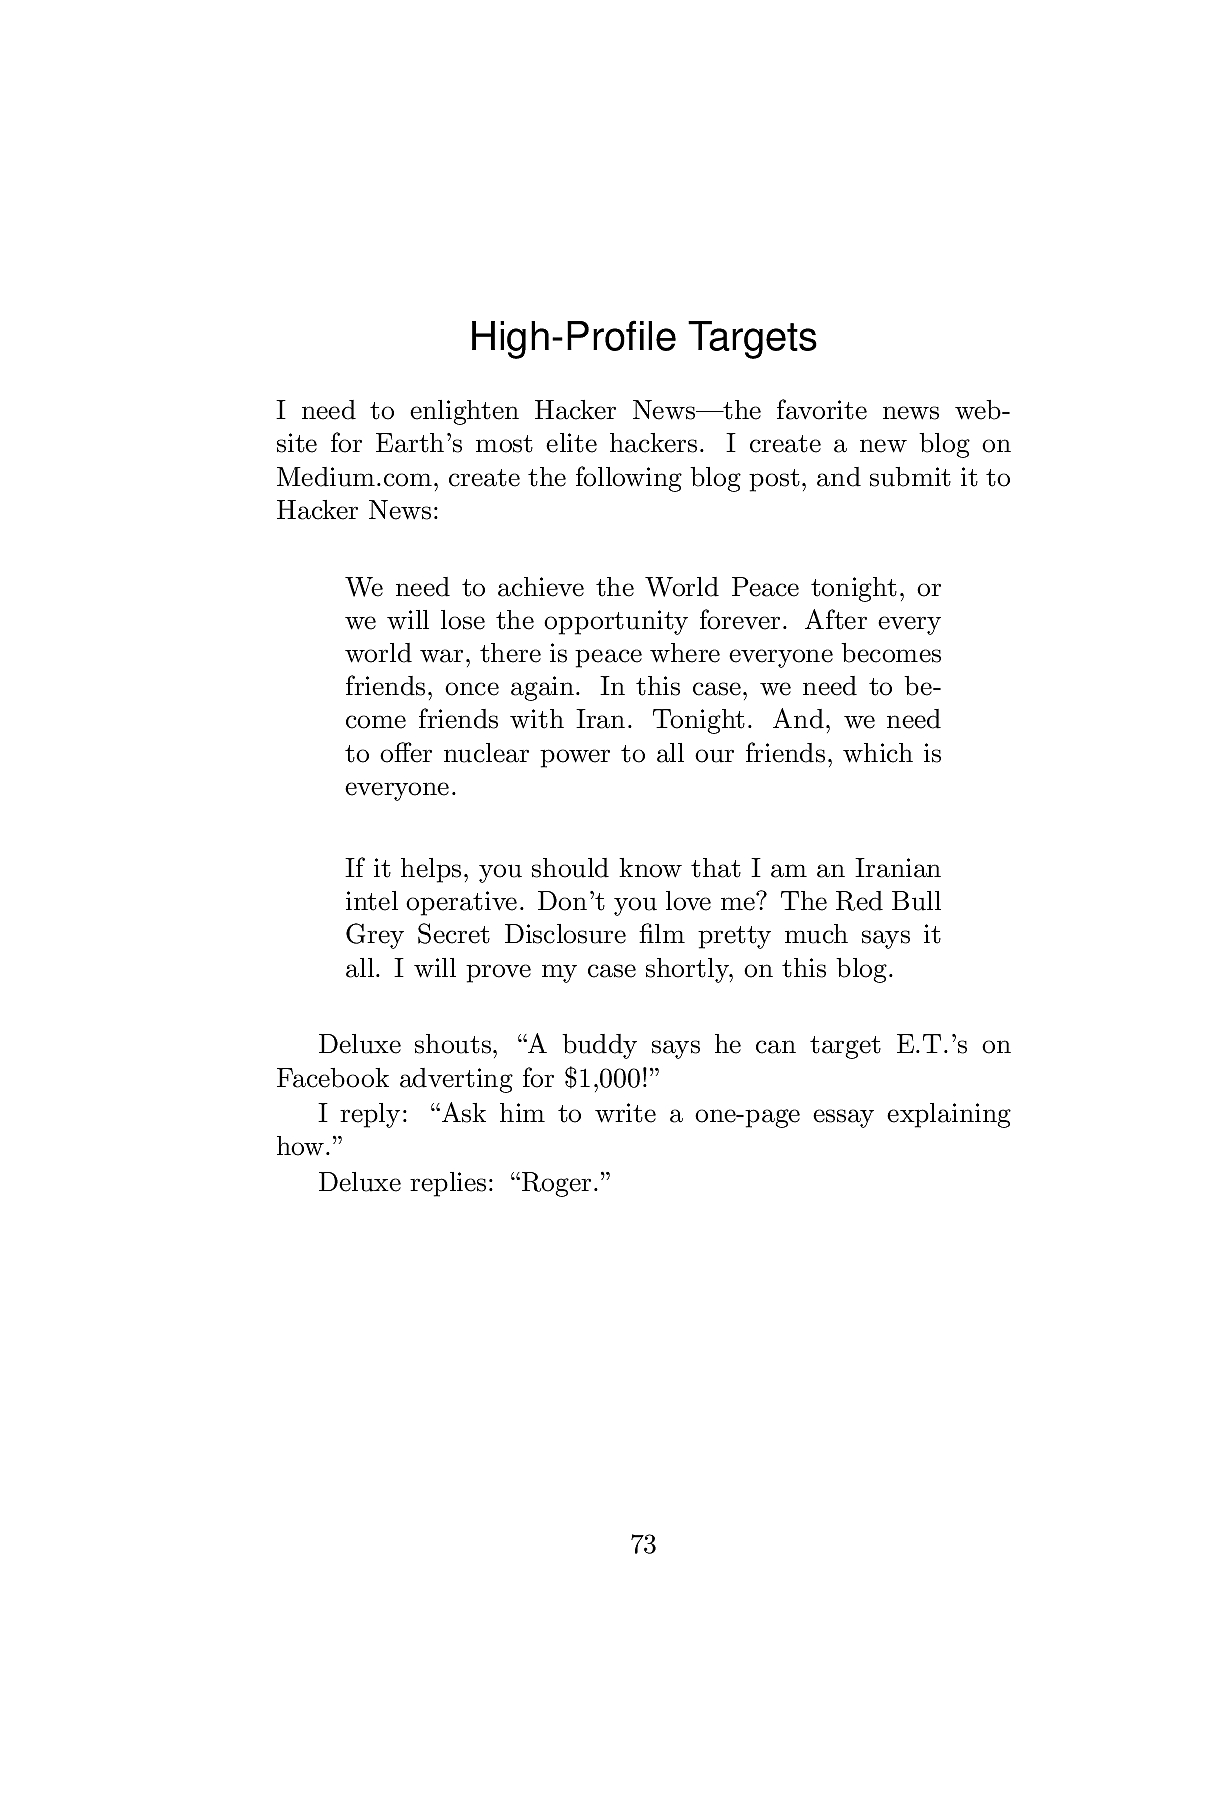 High-Profile Targets
I need to enlighten Hacker News—the favorite news web-
site for Earth’s most elite hackers. I create a new blog on
Medium.com, create the following blog post, and submit it to
Hacker News:
We need to achieve the World Peace tonight, or
we will lose the opportunity forever. After every
world war, there is peace where everyone becomes
friends, once again. In this case, we need to be-
come friends with Iran. Tonight. And, we need
to offer nuclear power to all our friends, which is
everyone.
If it helps, you should know that I am an Iranian
intel operative. Don’t you love me? The Red Bull
Grey Secret Disclosure film pretty much says it
all. I will prove my case shortly, on this blog.
Deluxe shouts, “A buddy says he can target E.T.’s on
Facebook adverting for $1,000!”
I reply: “Ask him to write a one-page essay explaining
how.”
Deluxe replies: “Roger.”
73